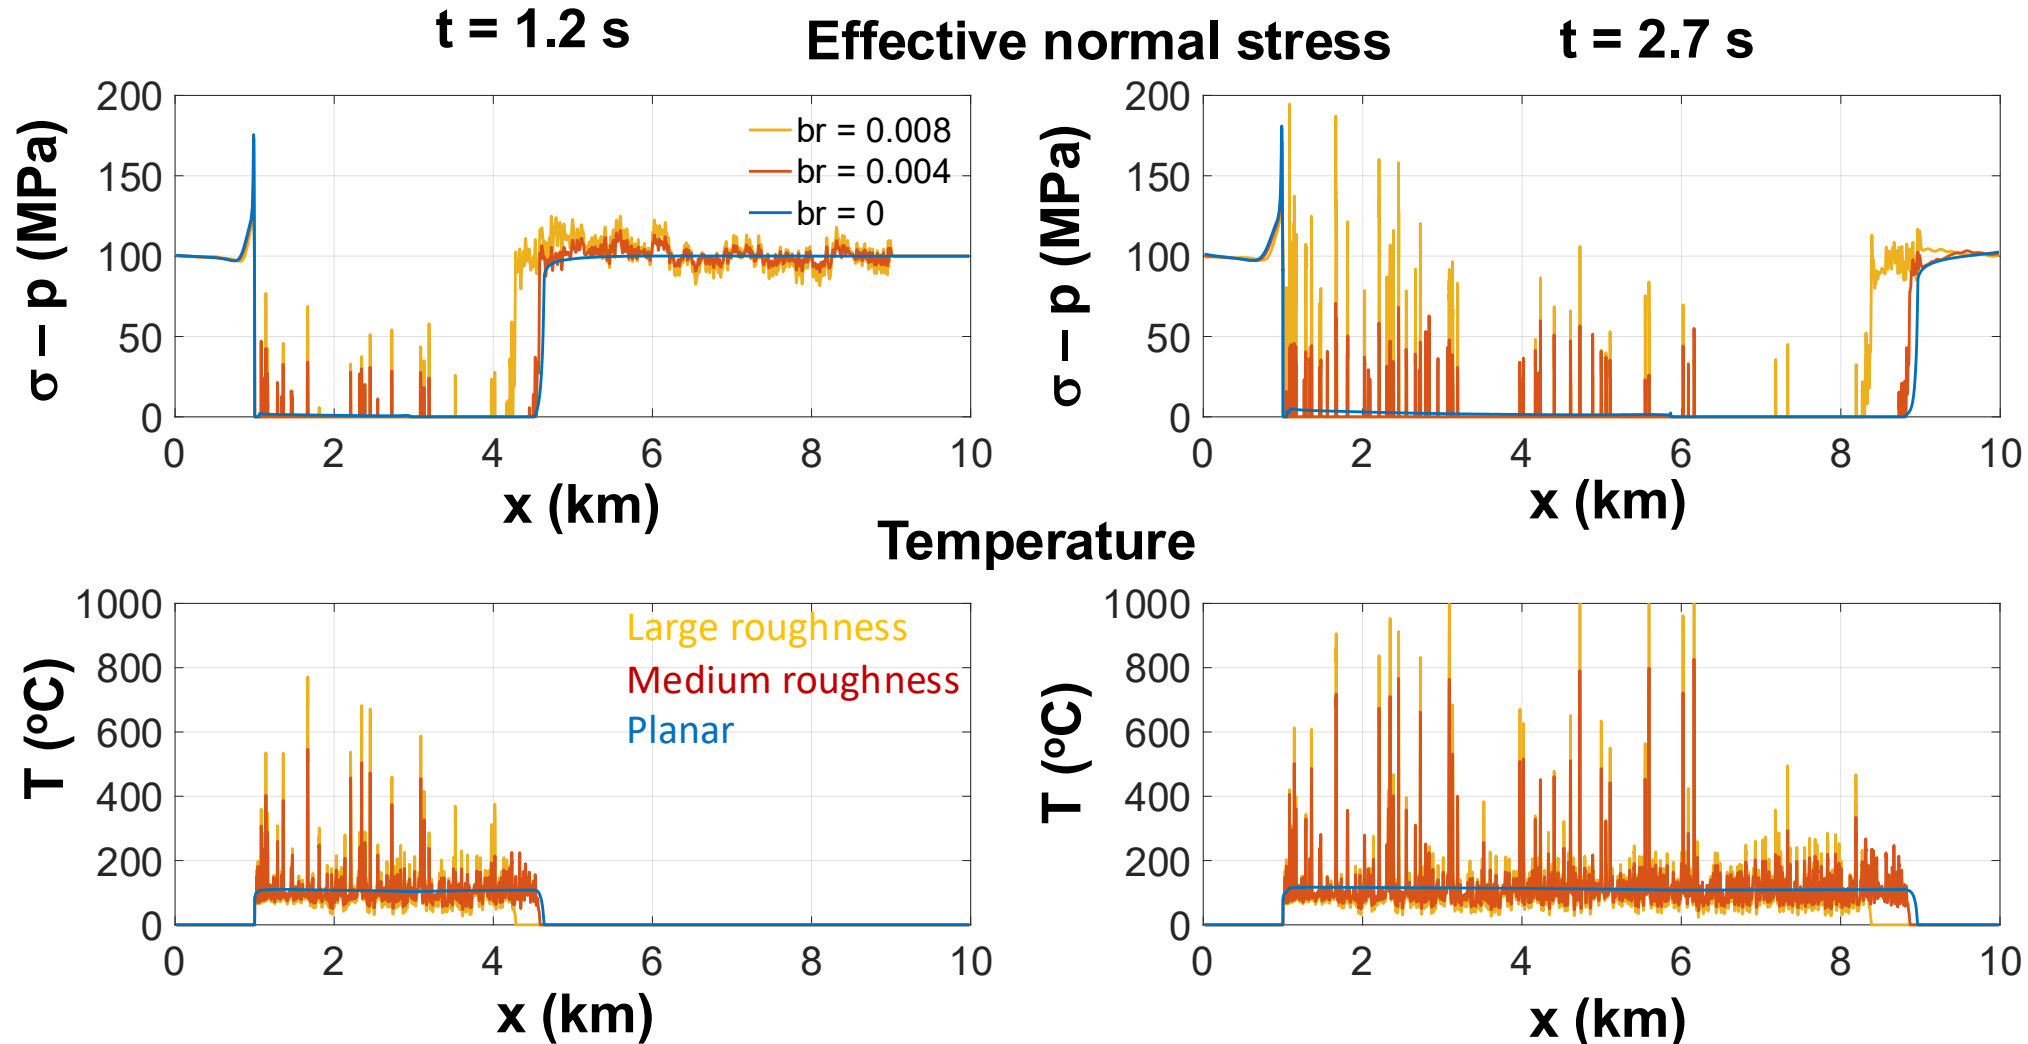 t = 1.2 s
Effective normal stress
t = 2.7 s
σ – p (MPa)
200
150
100
50
0
0 2 4 6 8 10
x (km)
br = 0.008
br = 0.004
br = 0
σ – p (MPa)
200
150
100
50
0
0 2 4 6 8 10
x (km)
Temperature
T (ºC)
1000
800
600
400
200
0
0 2 4 6 8 10
x (km)
Large roughness
Medium roughness
Planar
T (ºC)
1000
800
600
400
200
0
0 2 4 6 8 10
x (km)